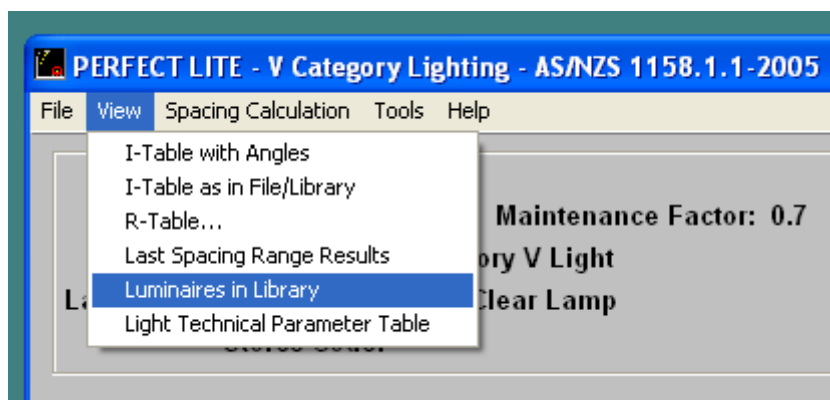 PERFECT LITE - V Category Lighting - AS/NZS 1158.1.1-2005
File View Spacing Calculation Tools Help
I-Table with Angles
I-Table as in File/Library
R-Table...
Maintenance Factor: 0.7
Last Spacing Range Results
ory V Light
Luminaires in Library
Clear Lamp
Light Technical Parameter Table